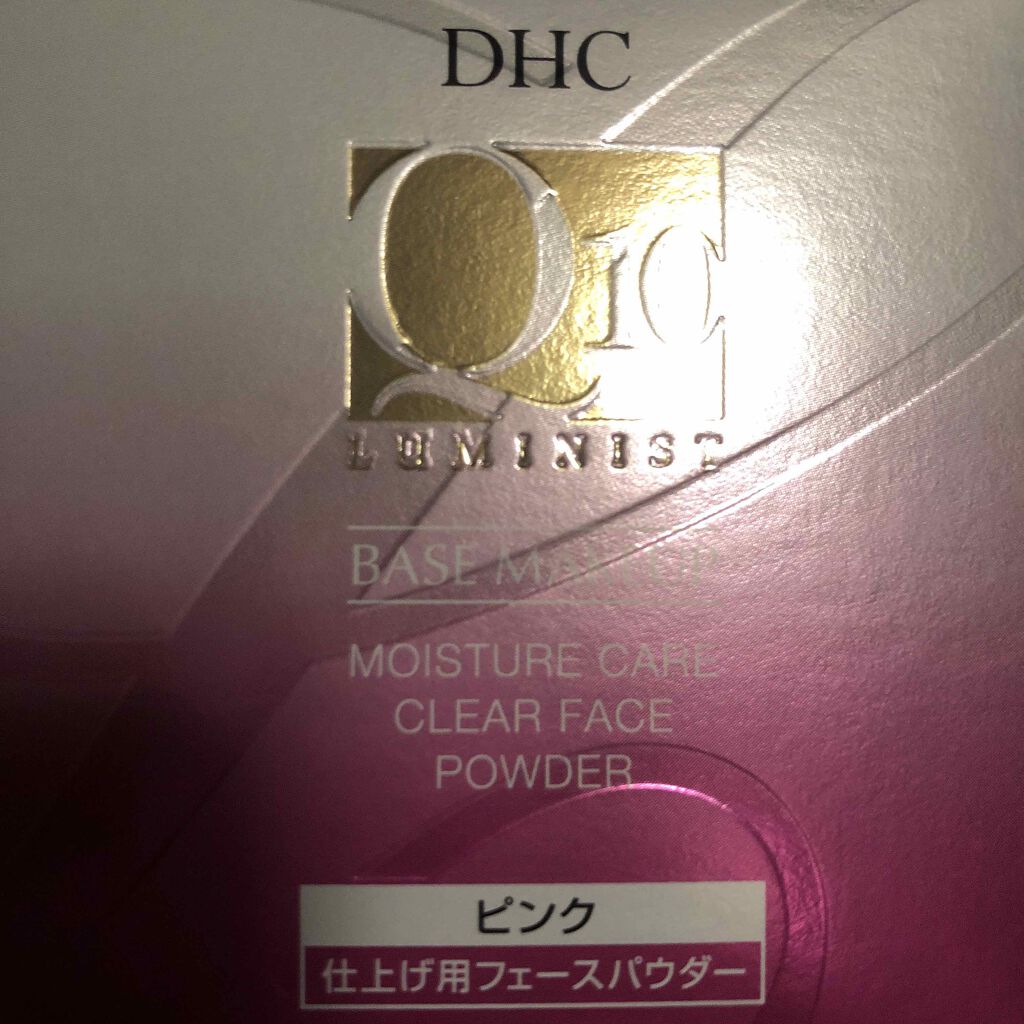 DHC
Q10
LUMINIST
BASE MAKEUP
MOISTURE CARE
CLEAR FACE
POWDER
ピンク
仕上げ用フェースパウダー